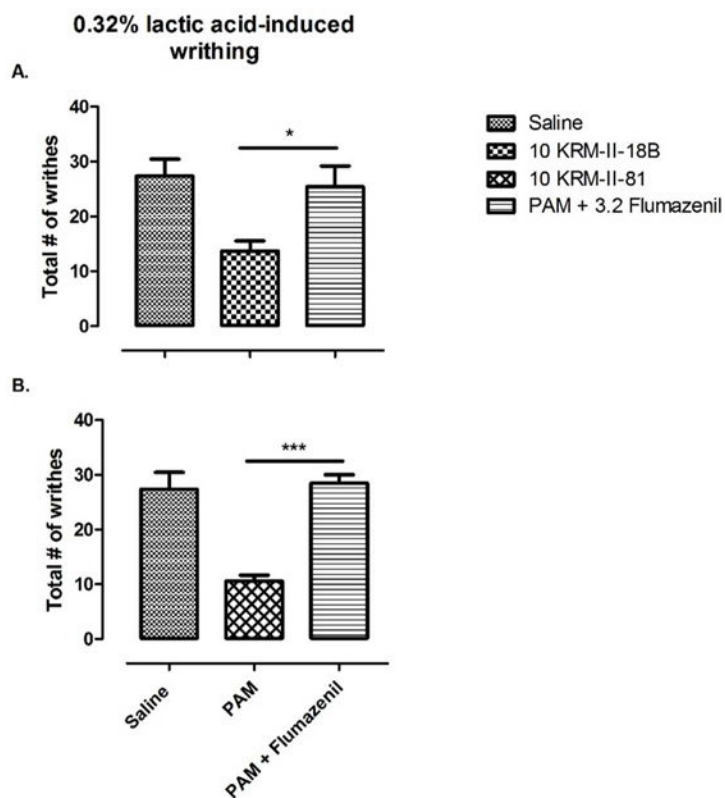 0.32% lactic acid-induced
writhing
A.
Total # of writhes
40
30
20
10
0
*
Saline
10 KRM-II-18B
10 KRM-II-81
PAM + 3.2 Flumazenil
B.
Total # of writhes
40
30
20
10
0
***
Saline
PAM
PAM + Flumazenil